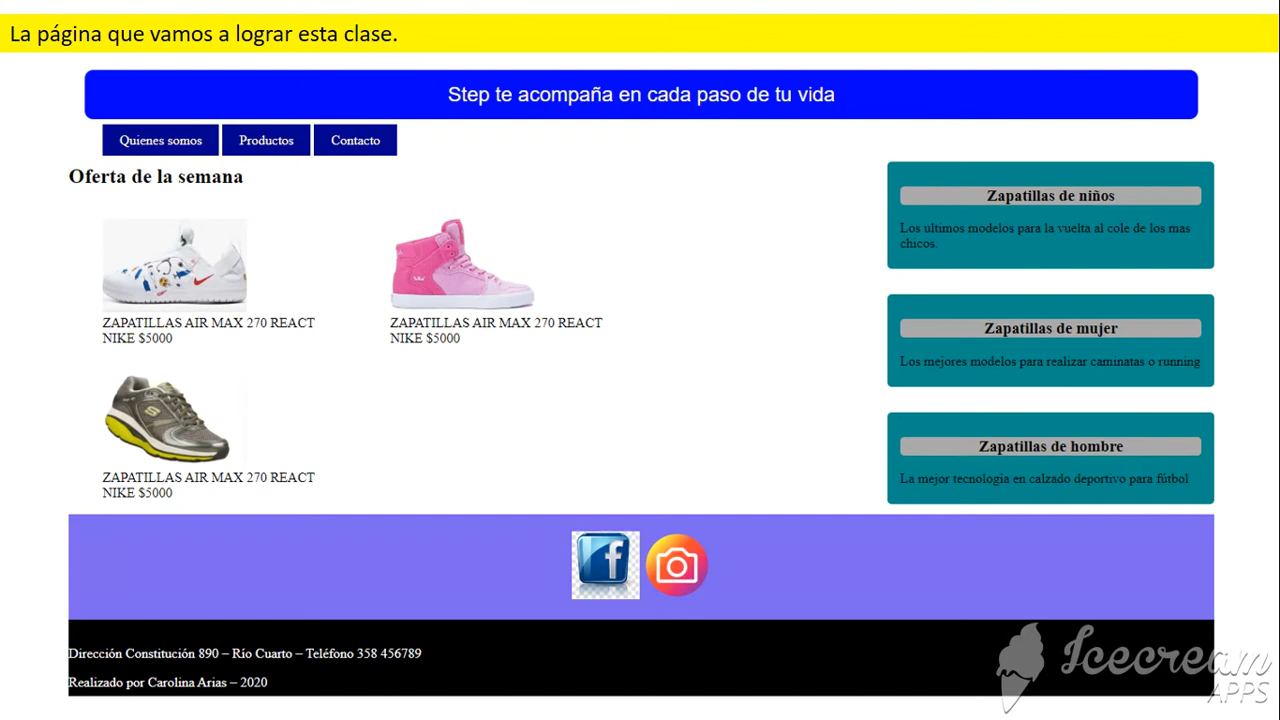 La página que vamos a lograr esta clase.
Step te acompaña en cada paso de tu vida
Quienes somos
Productos
Contacto
Oferta de la semana
ZAPATILLAS AIR MAX 270 REACT
NIKE $5000
ZAPATILLAS AIR MAX 270 REACT
NIKE $5000
ZAPATILLAS AIR MAX 270 REACT
NIKE $5000
Zapatillas de niños
Los ultimos modelos para la vuelta al cole de los mas
chicos.
Zapatillas de mujer
Los mejores modelos para realizar caminatas o running
Zapatillas de hombre
La mejor tecnología en calzado deportivo para fútbol
f
Dirección Constitución 890 – Río Cuarto – Teléfono 358 456789
Realizado por Carolina Arias – 2020
Icecream
APPS